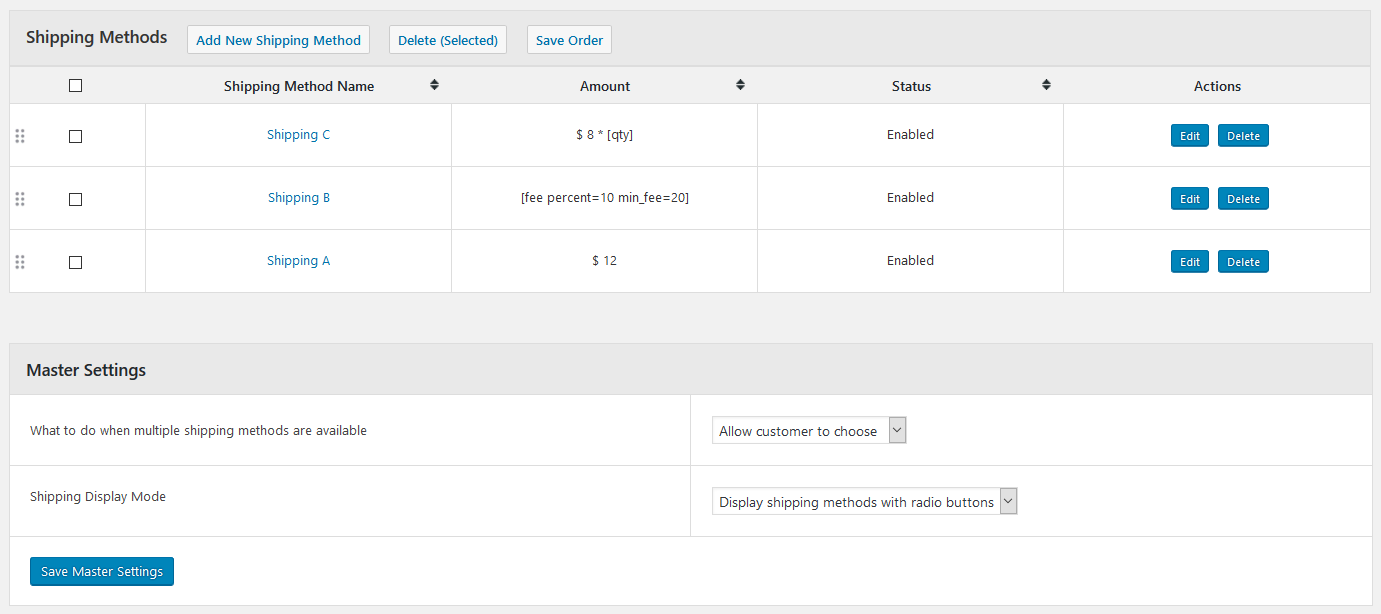 Shipping Methods Add New Shipping Method Delete (Selected) Save Order
Shipping Method Name Amount Status Actions
Shipping C $ 8 * [qty] Enabled Edit Delete
Shipping B [fee percent=10 min_fee=20] Enabled Edit Delete
Shipping A $ 12 Enabled Edit Delete
Master Settings
What to do when multiple shipping methods are available Allow customer to choose
Shipping Display Mode Display shipping methods with radio buttons
Save Master Settings